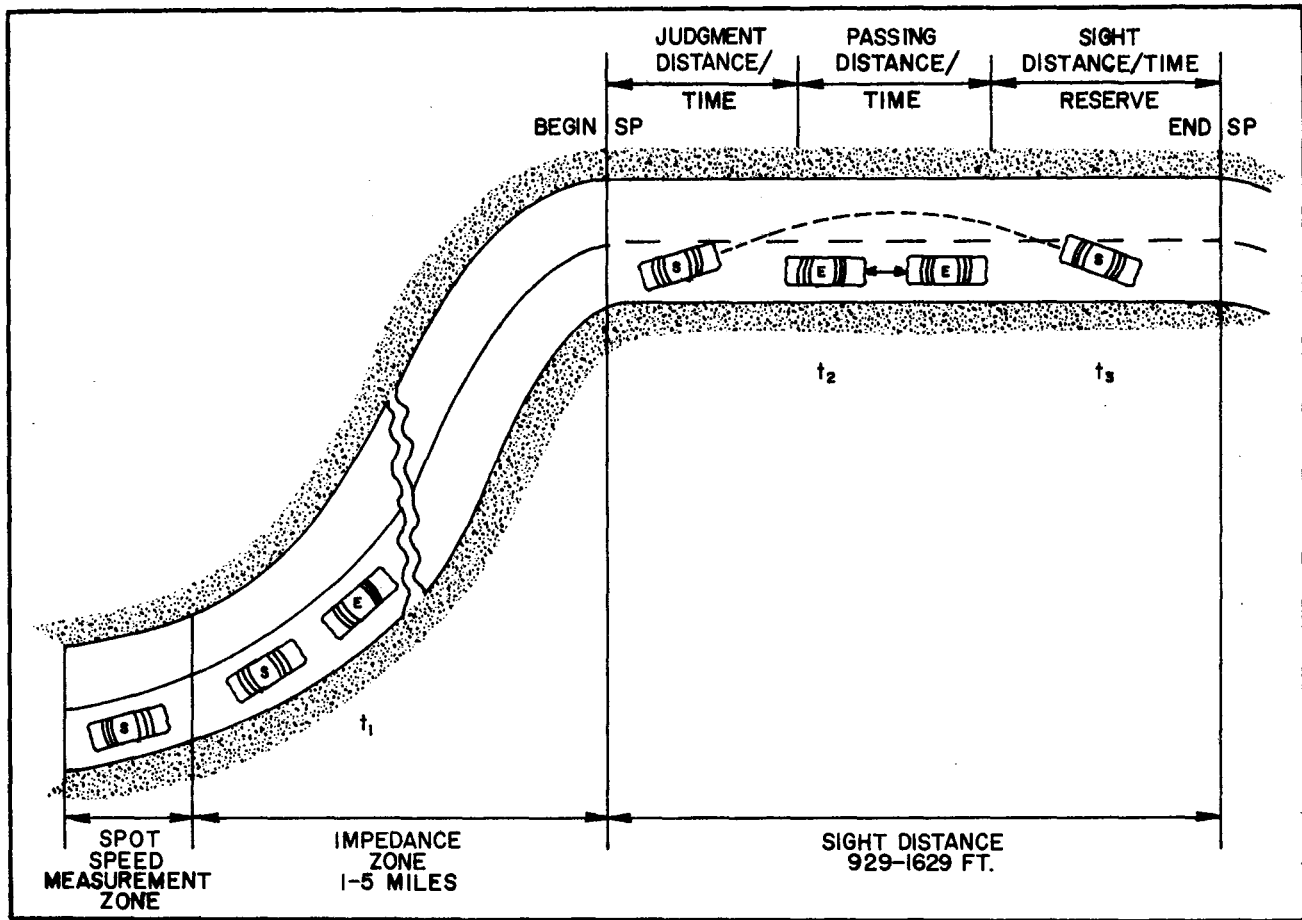 JUDGMENT
DISTANCE/
TIME
PASSING
DISTANCE/
TIME
SIGHT
DISTANCE/TIME
RESERVE
BEGIN SP
END SP
S
E
E
S
t₂
t₃
E
S
S
t₁
SPOT
SPEED
MEASUREMENT
ZONE
IMPEDANCE
ZONE
1-5 MILES
SIGHT DISTANCE
929-1629 FT.